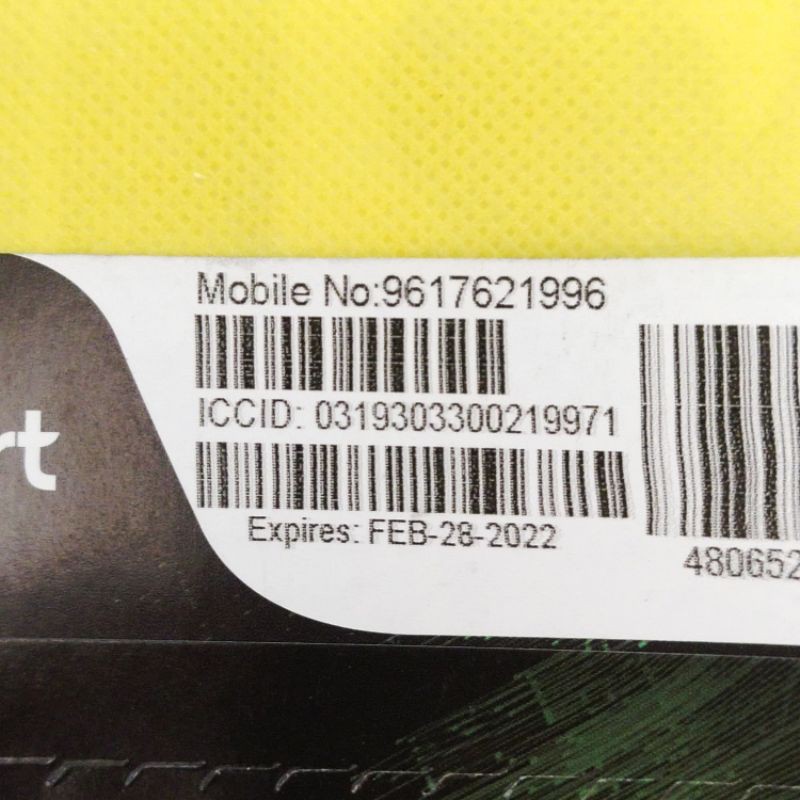 Mobile No:9617621996
ICCID: 0319303300219971
rt
Expires: FEB-28-2022
480652